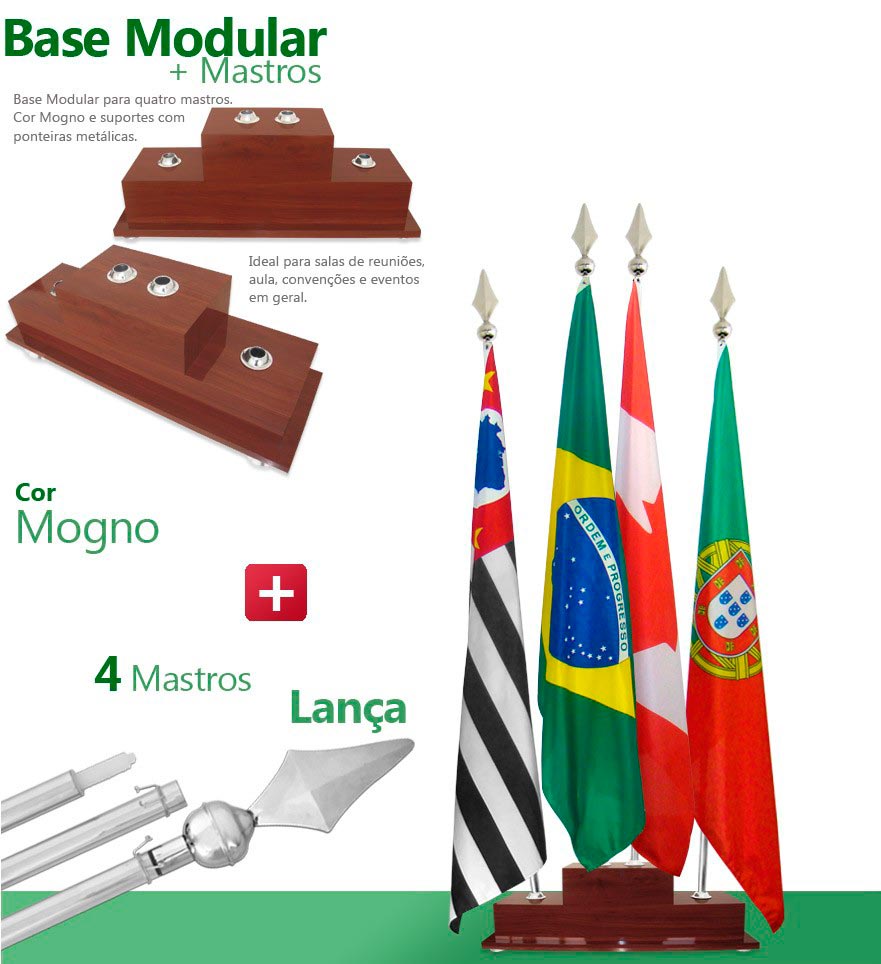 Base Modular
+ Mastros
Base Modular para quatro mastros.
Cor Mogno e suportes com
ponteiras metálicas.
Ideal para salas de reuniões,
aula, convenções e eventos
em geral.
Cor
Mogno
4 Mastros
Lança
ORDEM E PROGRESSO